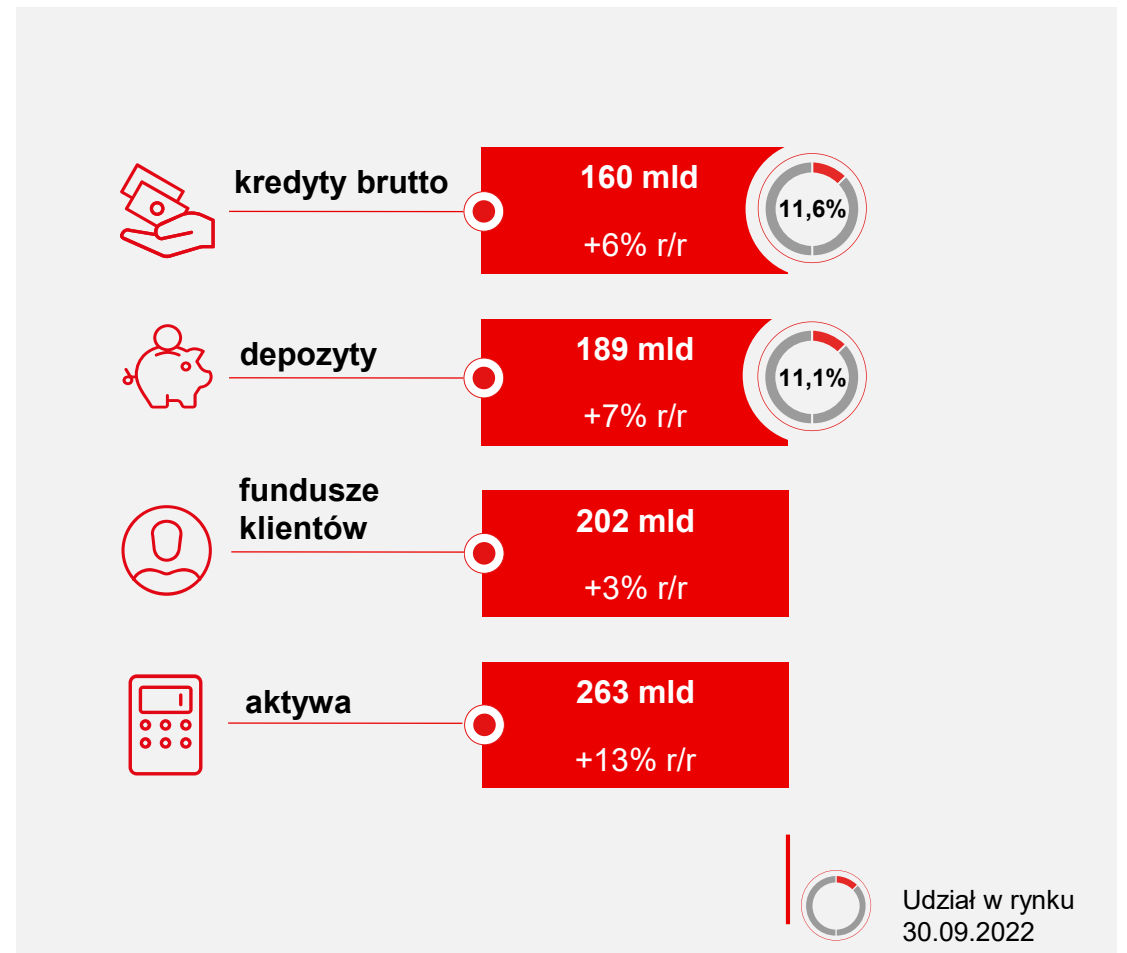 kredyty brutto
160 mld
+6% r/r
11,6%
depozyty
189 mld
+7% r/r
11,1%
fundusze
klientów
202 mld
+3% r/r
aktywa
263 mld
+13% r/r
Udział w rynku
30.09.2022